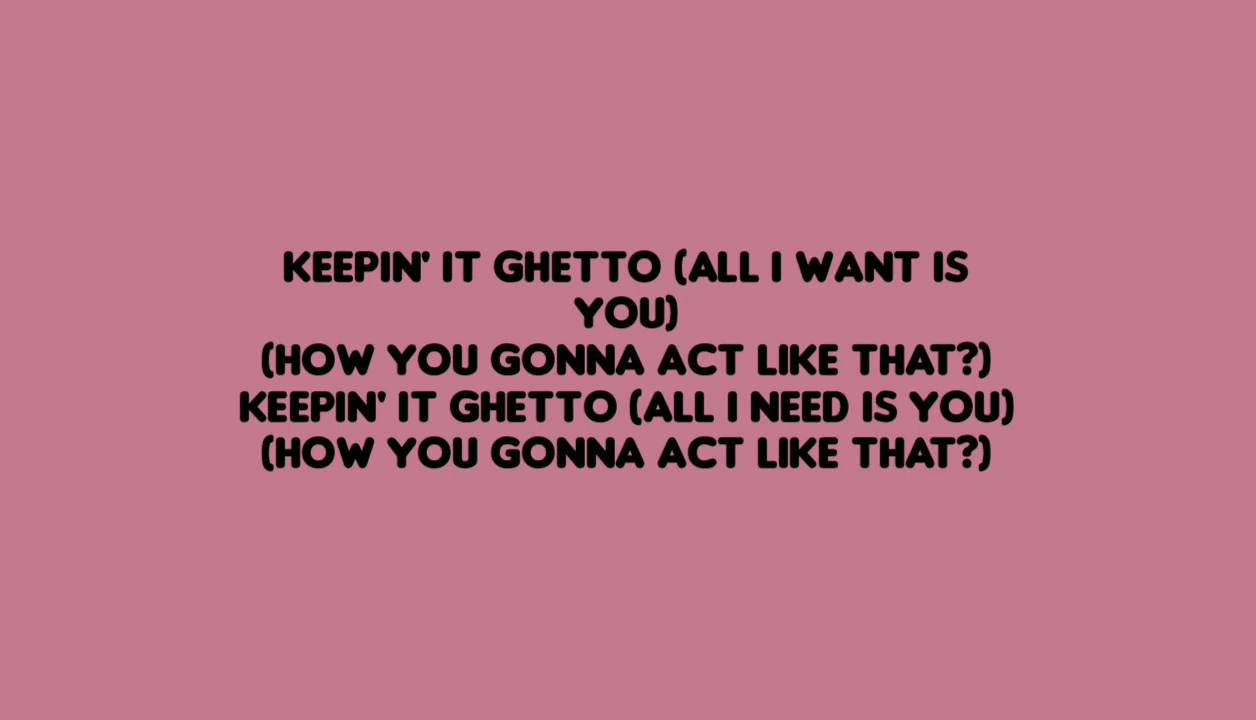 KEEPIN' IT GHETTO (ALL I WANT IS
YOU)
(HOW YOU GONNA ACT LIKE THAT?)
KEEPIN' IT GHETTO (ALL I NEED IS YOU)
(HOW YOU GONNA ACT LIKE THAT?)